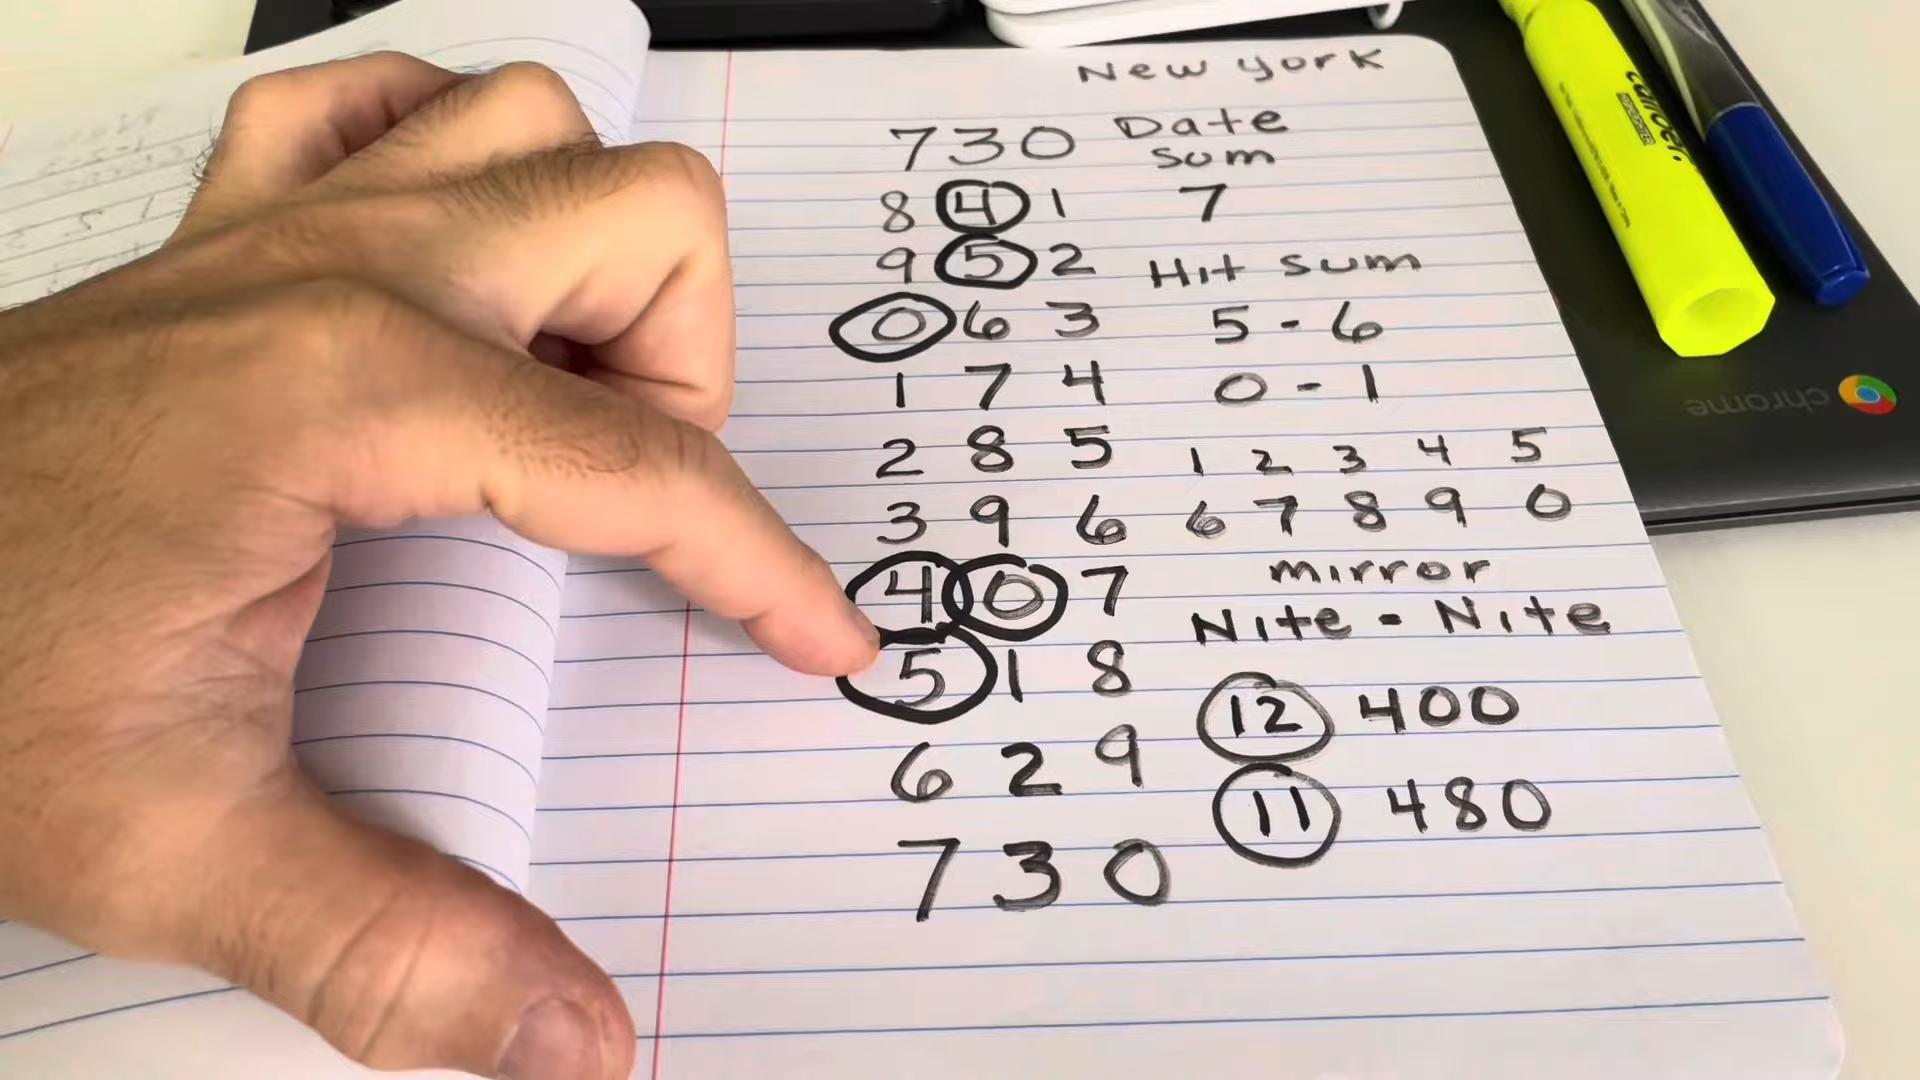 New York
730 Date
Sum
8 4 1 7
9 5 2 Hit sum
0 6 3 5 - 6
1 7 4 0 - 1
2 8 5 1 2 3 4 5
3 9 6 6 7 8 9 0
4 0 7 mirror
Nite - Nite
5 1 8 12 400
6 2 9 11 480
7 3 0
chrome